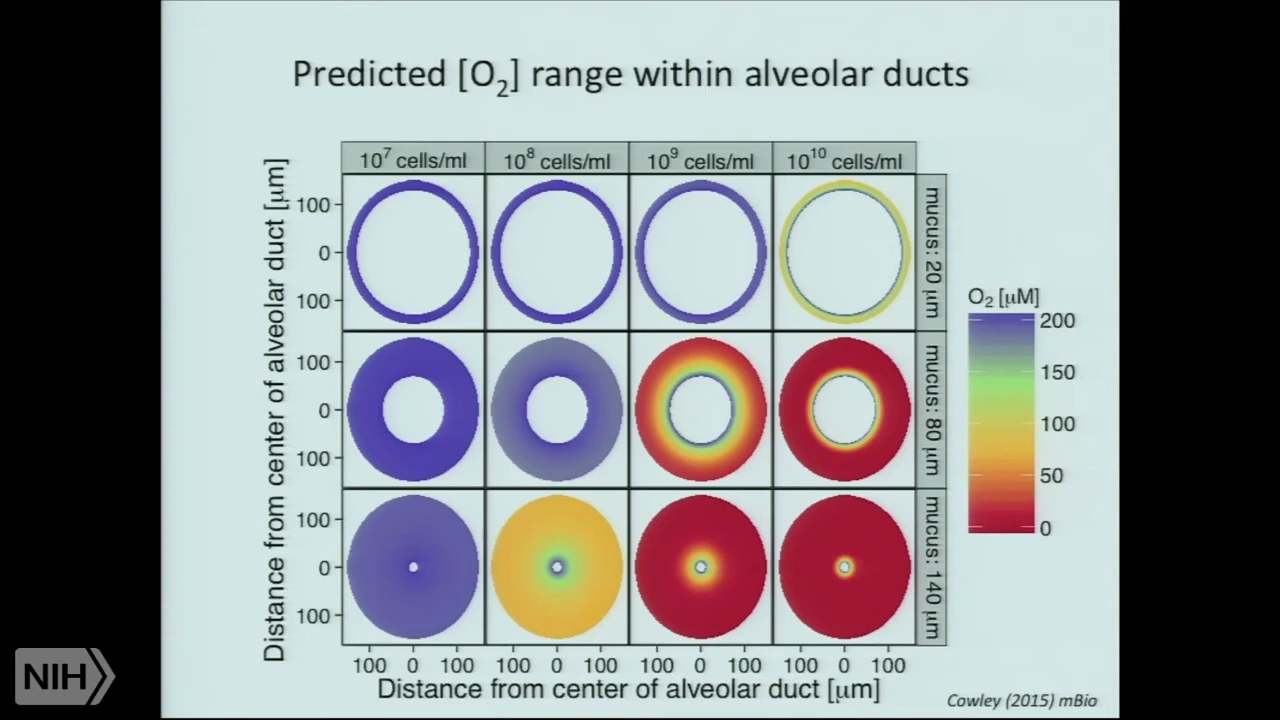 Predicted [O2] range within alveolar ducts
10^7 cells/ml
10^8 cells/ml
10^9 cells/ml
10^10 cells/ml
Distance from center of alveolar duct [µm]
100
0
100
mucus: 20 µm
100
0
100
mucus: 80 µm
100
0
100
mucus: 140 µm
100 0 100
100 0 100
100 0 100
100 0 100
Distance from center of alveolar duct [µm]
O2 [µM]
200
150
100
50
0
NIH
Cowley (2015) mBio